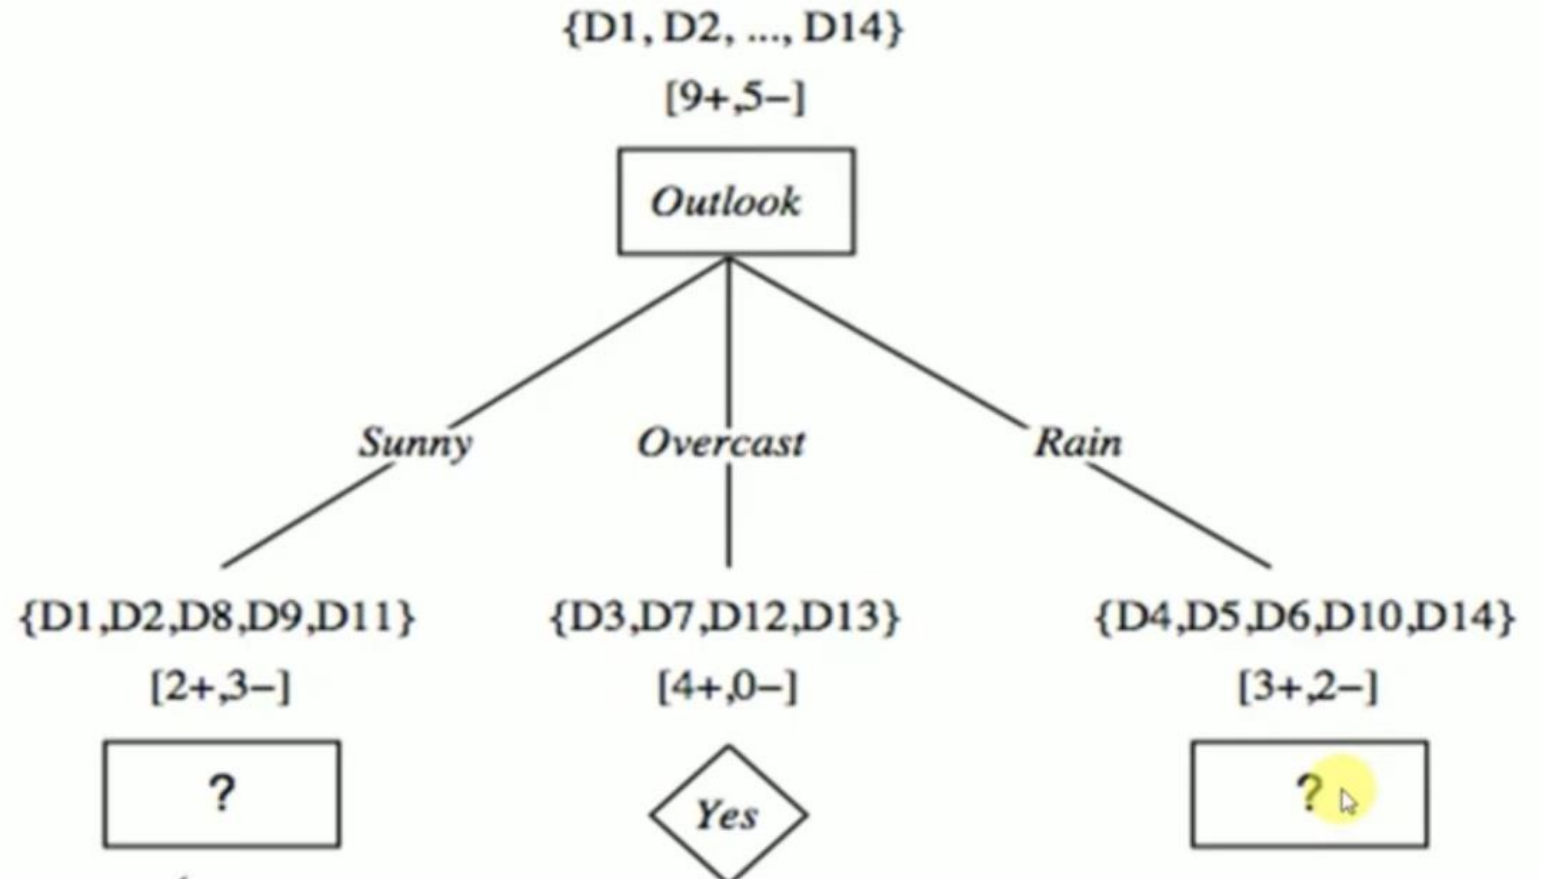 {D1, D2, ..., D14}
[9+,5−]
Outlook
Sunny Overcast Rain
{D1,D2,D8,D9,D11} {D3,D7,D12,D13} {D4,D5,D6,D10,D14}
[2+,3−] [4+,0−] [3+,2−]
? Yes ?